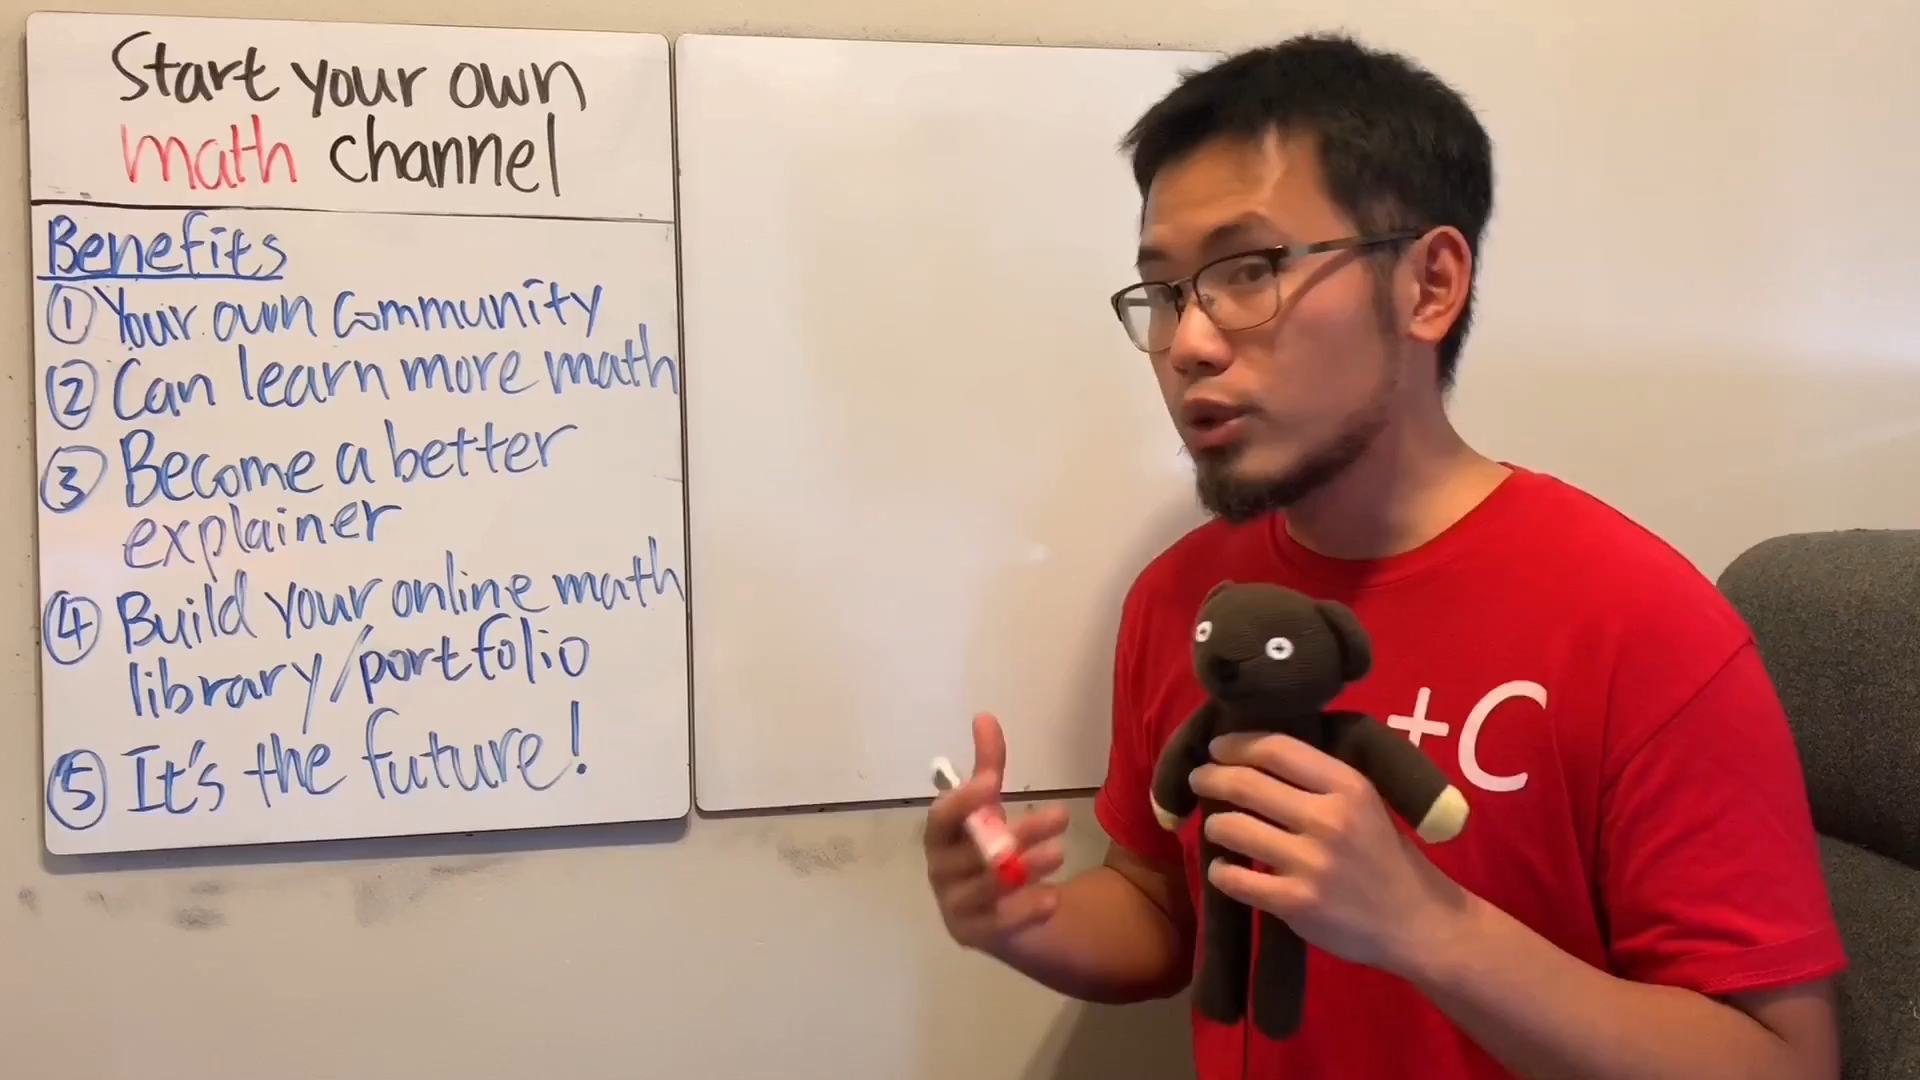 Start your own
math channel
Benefits
① Your own community
② Can learn more math
③ Become a better
explainer
④ Build your online math
library/portfolio
⑤ It's the future!
+C